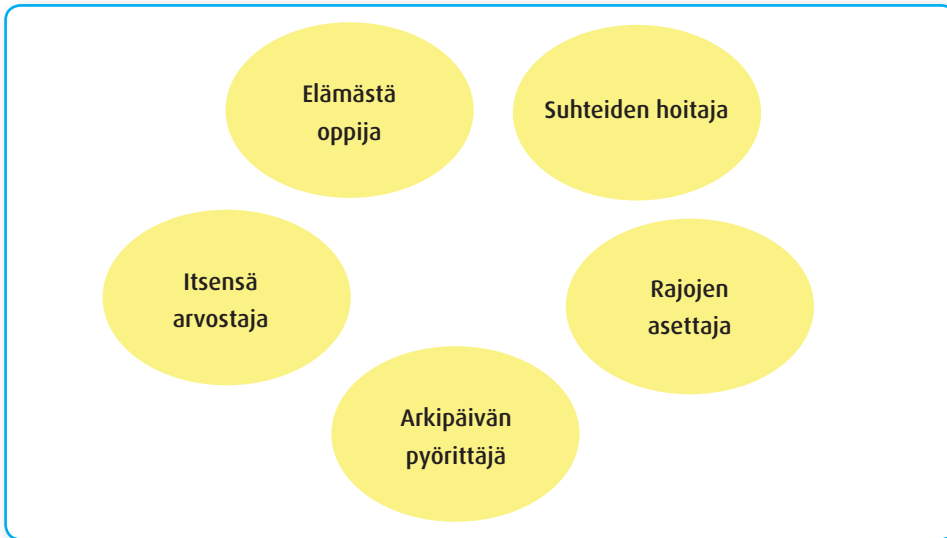 Elämästä
oppija
Suhteiden hoitaja
Itsensä
arvostaja
Rajojen
asettaja
Arkipäivän
pyörittäjä